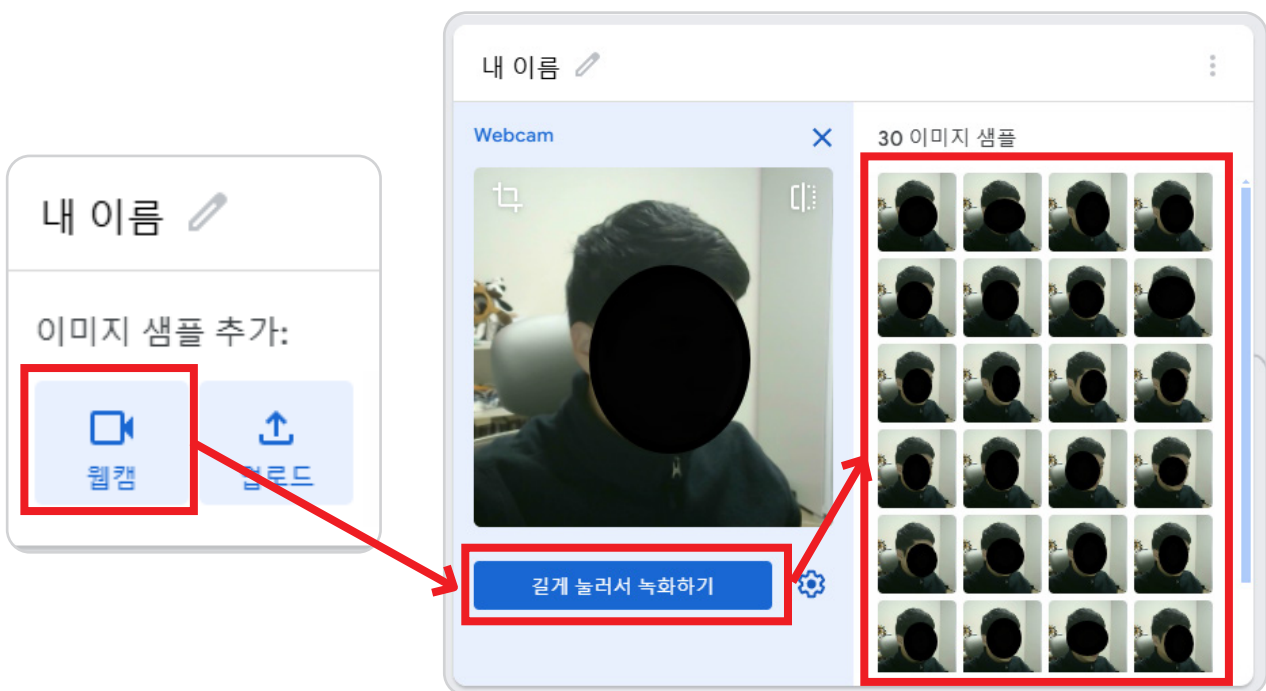 내 이름
이미지 샘플 추가:
웹캠
업로드
내 이름
Webcam
30 이미지 샘플
길게 눌러서 녹화하기